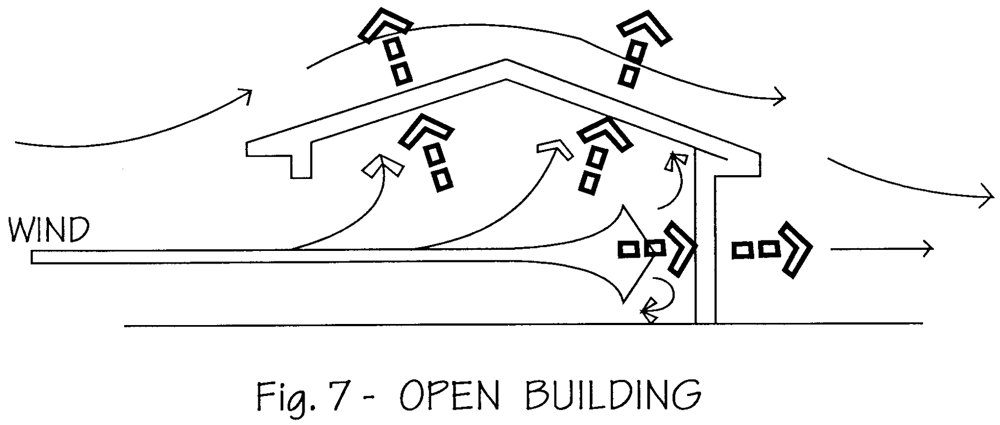 WIND
Fig. 7 - OPEN BUILDING